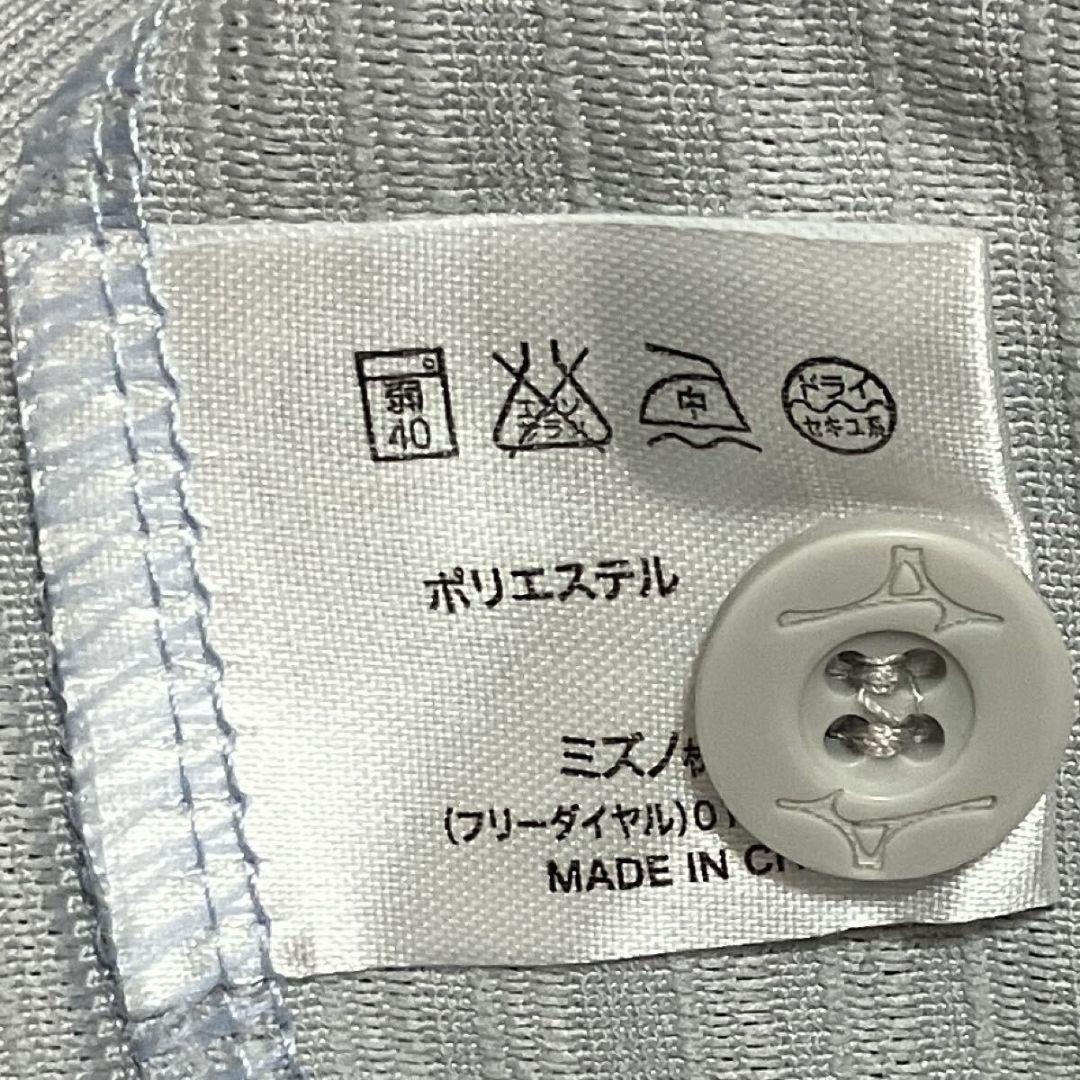 弱 40
エンソ サラシ
中
ドライ
セキユ系
ポリエステル
ミズノ
(フリーダイヤル)01
MADE IN CH